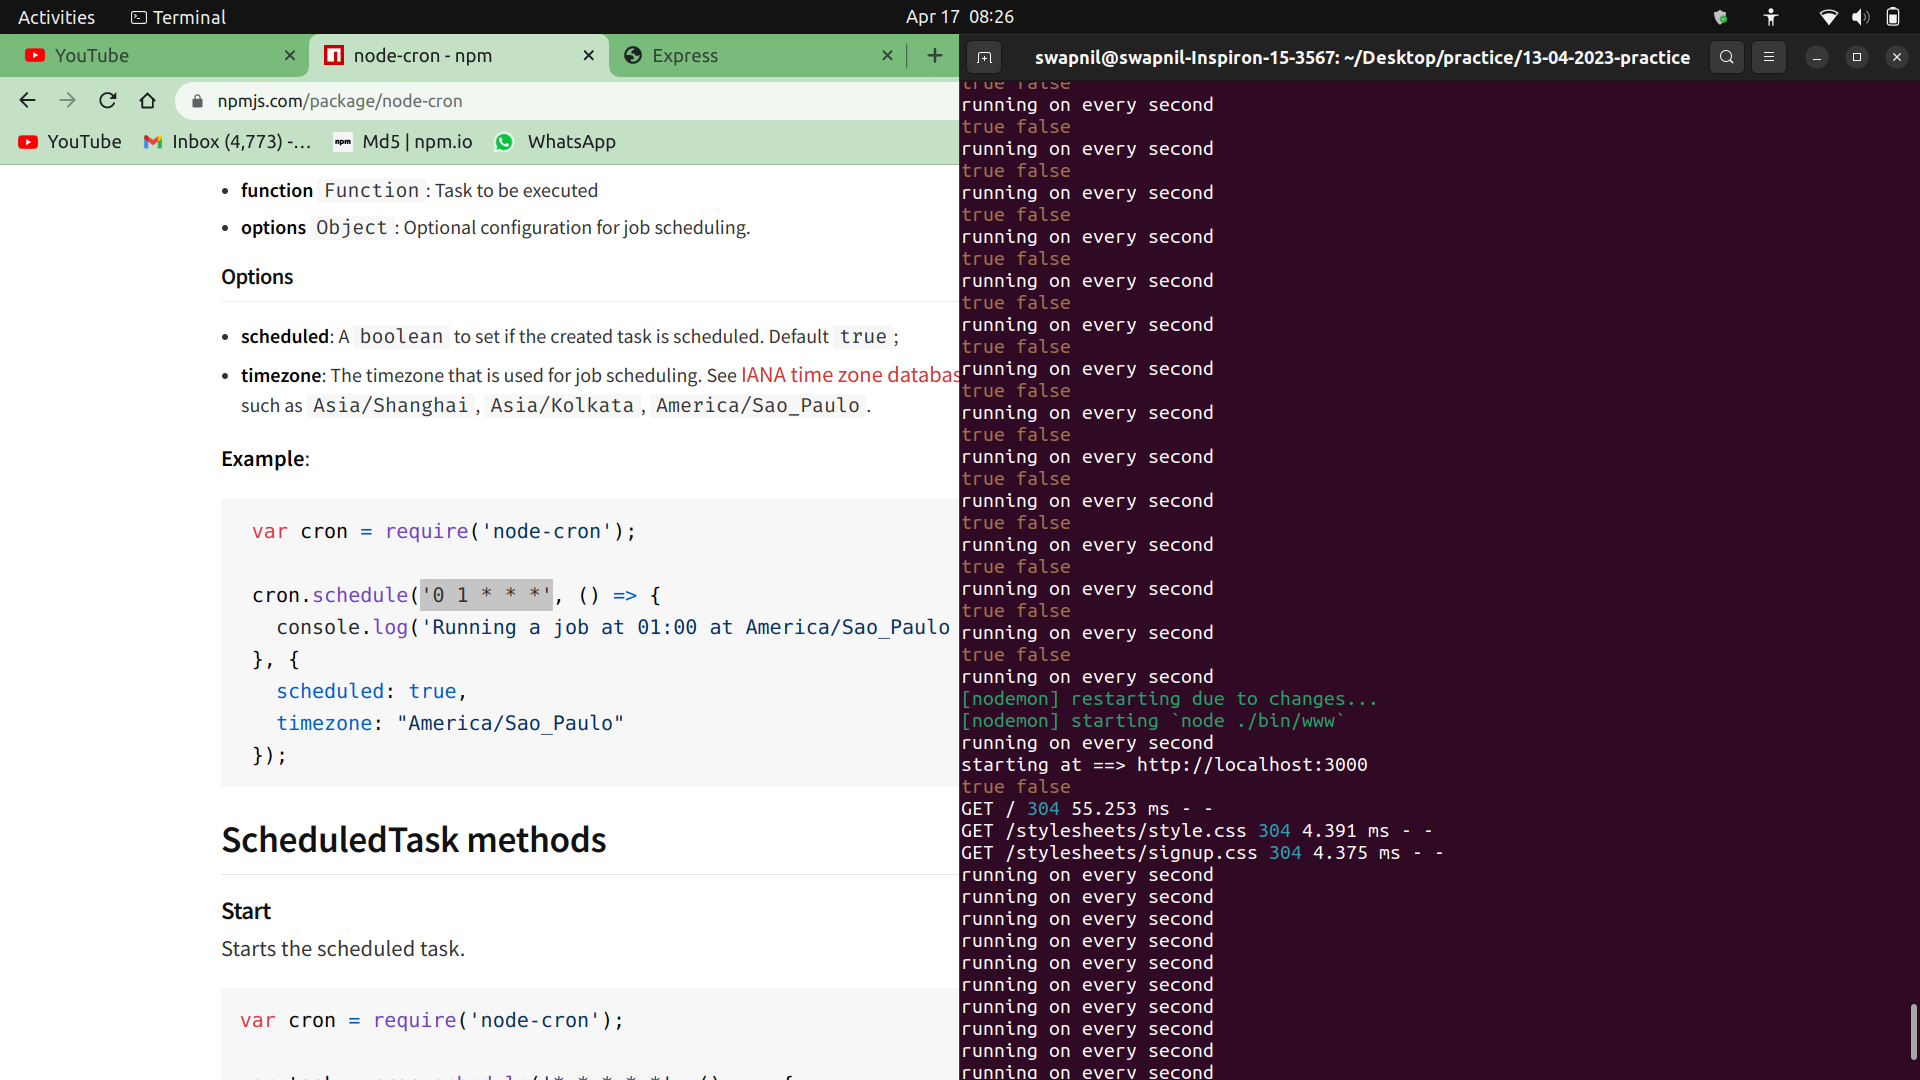 Activities Terminal Apr 17 08:26
YouTube node-cron - npm Express
npmjs.com/package/node-cron
YouTube Inbox (4,773) -... npm Md5 | npm.io WhatsApp
• function Function : Task to be executed
• options Object : Optional configuration for job scheduling.
Options
• scheduled: A boolean to set if the created task is scheduled. Default true ;
• timezone: The timezone that is used for job scheduling. See IANA time zone databas
such as Asia/Shanghai , Asia/Kolkata , America/Sao_Paulo .
Example:
var cron = require('node-cron');
cron.schedule('0 1 * * *', () => {
console.log('Running a job at 01:00 at America/Sao_Paulo
}, {
scheduled: true,
timezone: "America/Sao_Paulo"
});
ScheduledTask methods
Start
Starts the scheduled task.
var cron = require('node-cron');
swapnil@swapnil-Inspiron-15-3567: ~/Desktop/practice/13-04-2023-practice
true false
running on every second
true false
running on every second
true false
running on every second
true false
running on every second
true false
running on every second
true false
running on every second
true false
running on every second
true false
running on every second
true false
running on every second
true false
running on every second
true false
running on every second
true false
running on every second
true false
running on every second
true false
running on every second
[nodemon] restarting due to changes...
[nodemon] starting `node ./bin/www`
running on every second
starting at ==> http://localhost:3000
true false
GET / 304 55.253 ms - -
GET /stylesheets/style.css 304 4.391 ms - -
GET /stylesheets/signup.css 304 4.375 ms - -
running on every second
running on every second
running on every second
running on every second
running on every second
running on every second
running on every second
running on every second
running on every second
running on every second